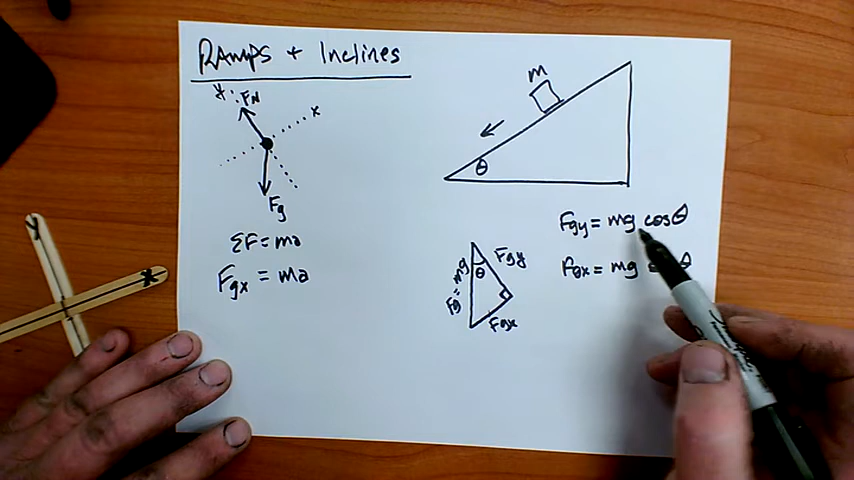 RAMPS + Inclines
y
FN
x
Fg
ΣF = ma
Fgx = ma
m
θ
Fgy = mg cosθ
Fgx = mg θ
Fg = mg
θ
Fgy
Fgx
y
x